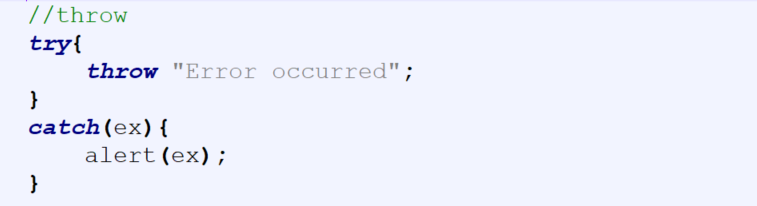 //throw
try{
throw "Error occurred";
}
catch(ex){
alert(ex);
}